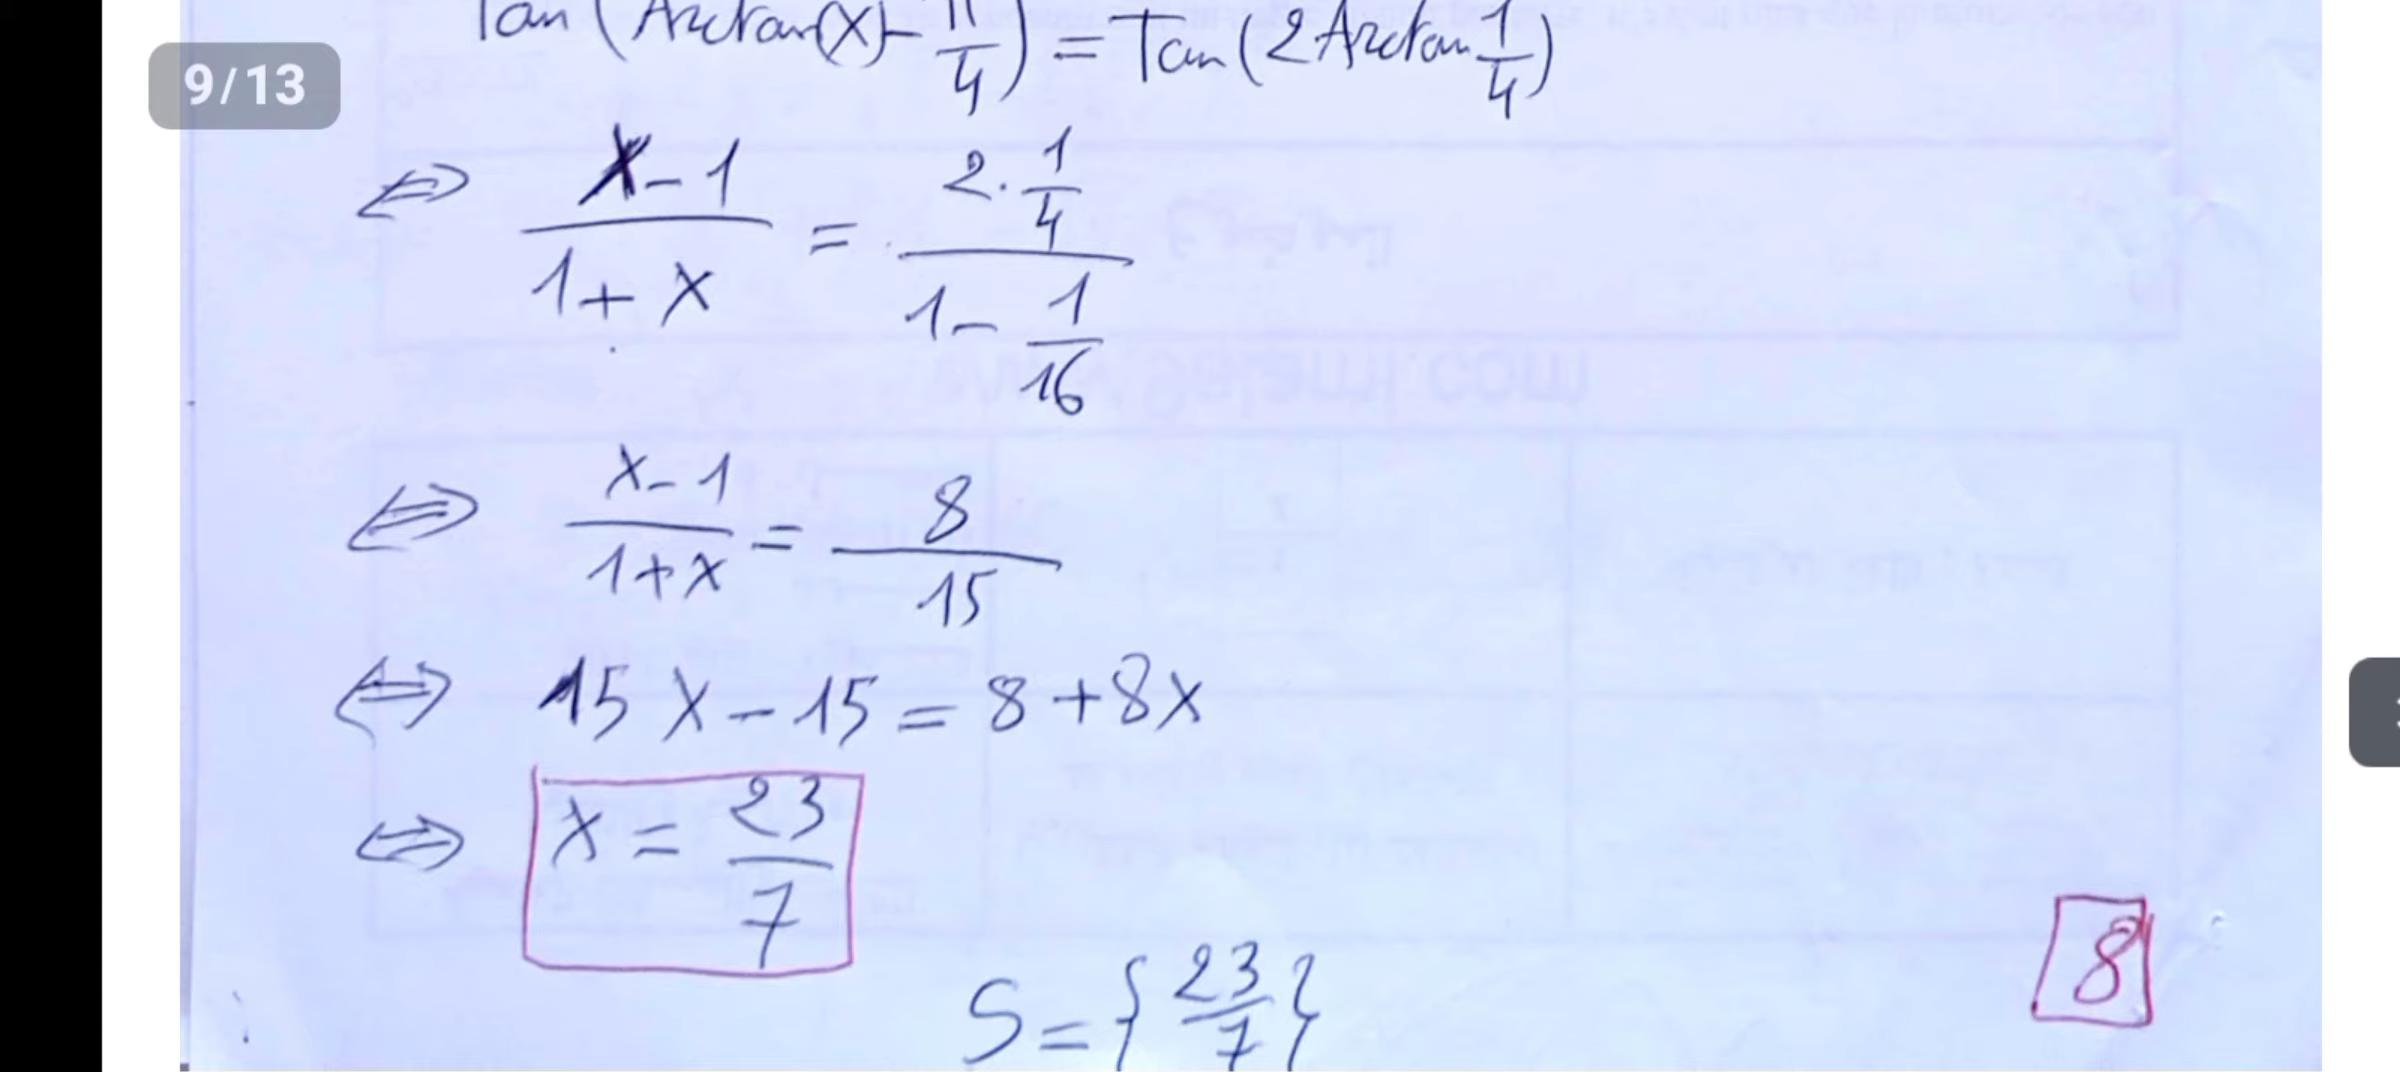 Tan(Arctan(x)-π/4)=Tan(2Arctan 1/4)
9/13
⇔ (x-1)/(1+x) = (2·1/4)/(1-1/16)
⇔ (x-1)/(1+x) = 8/15
⇔ 15x-15=8+8x
⇔ x=23/7
8
S={23/7}